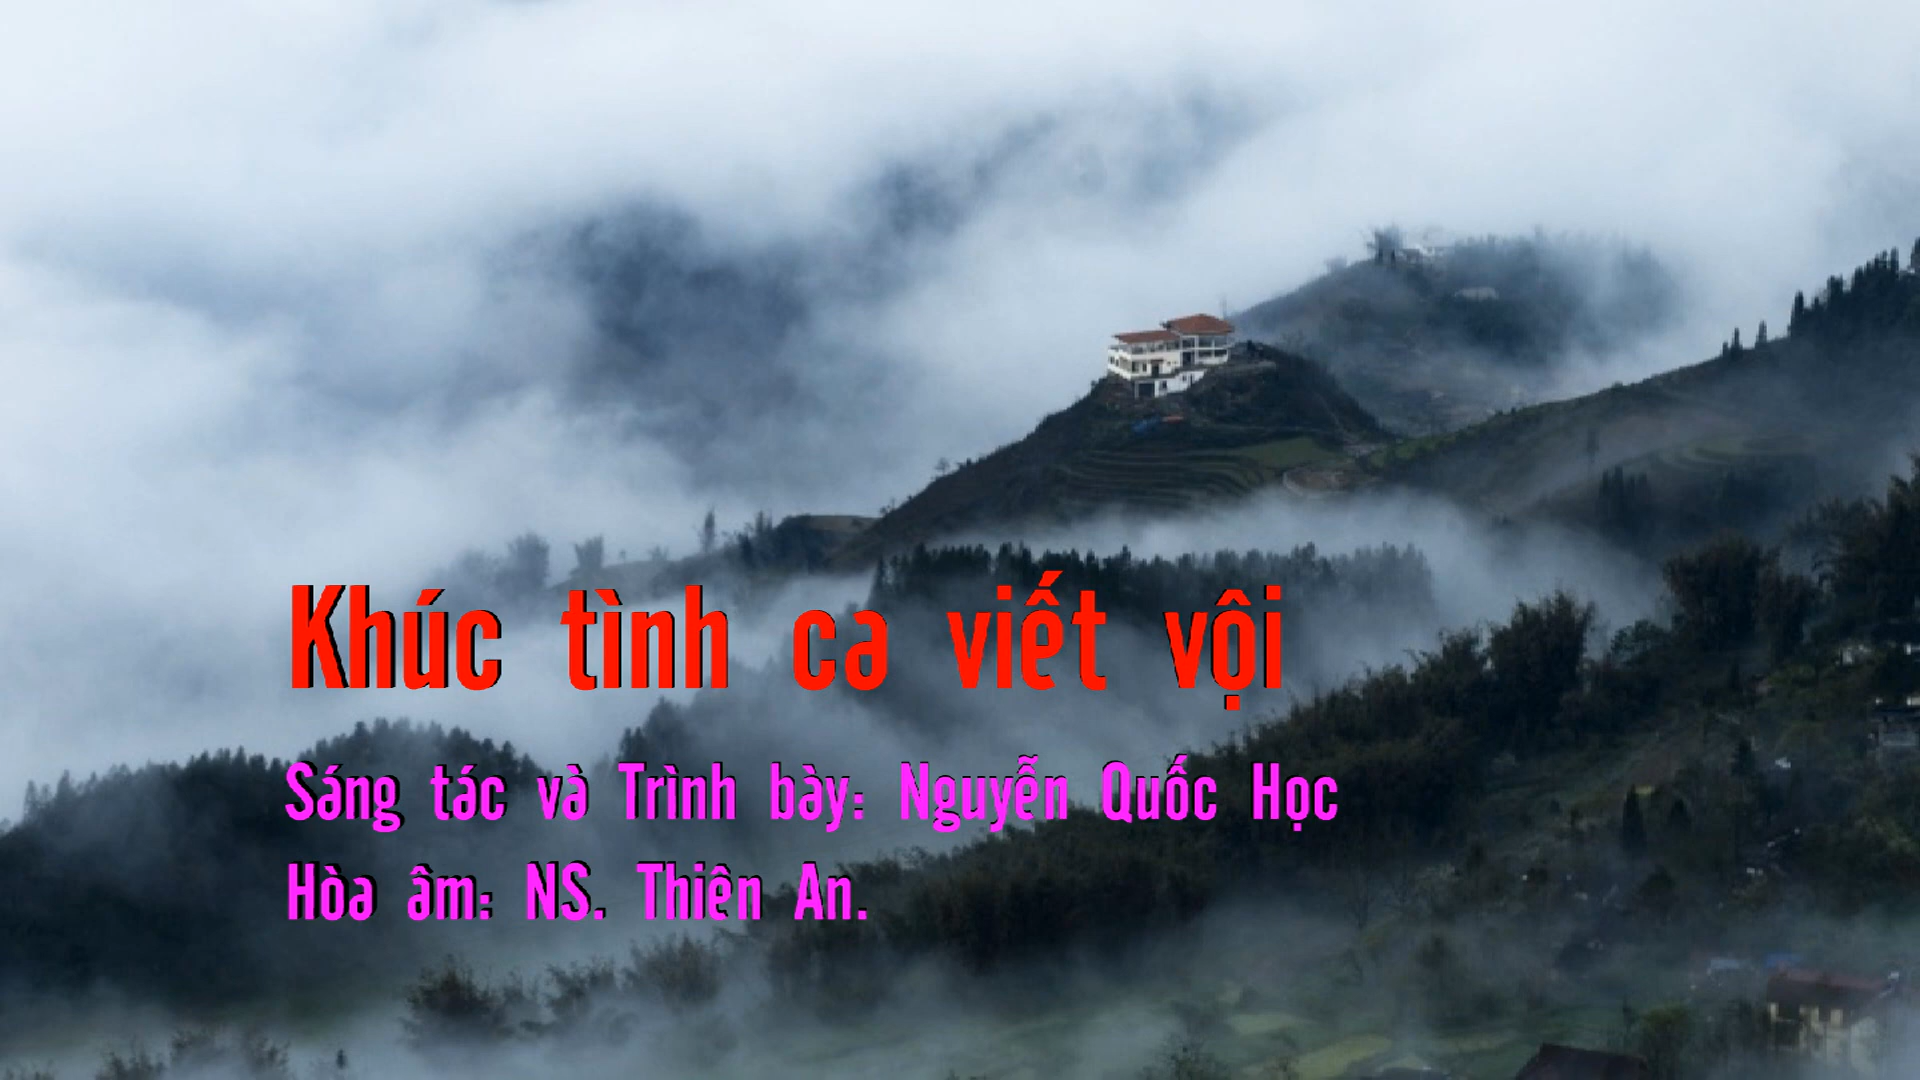 Khúc tình ca viết vội
Sáng tác và Trình bày: Nguyễn Quốc Học
Hòa âm: NS. Thiên An.